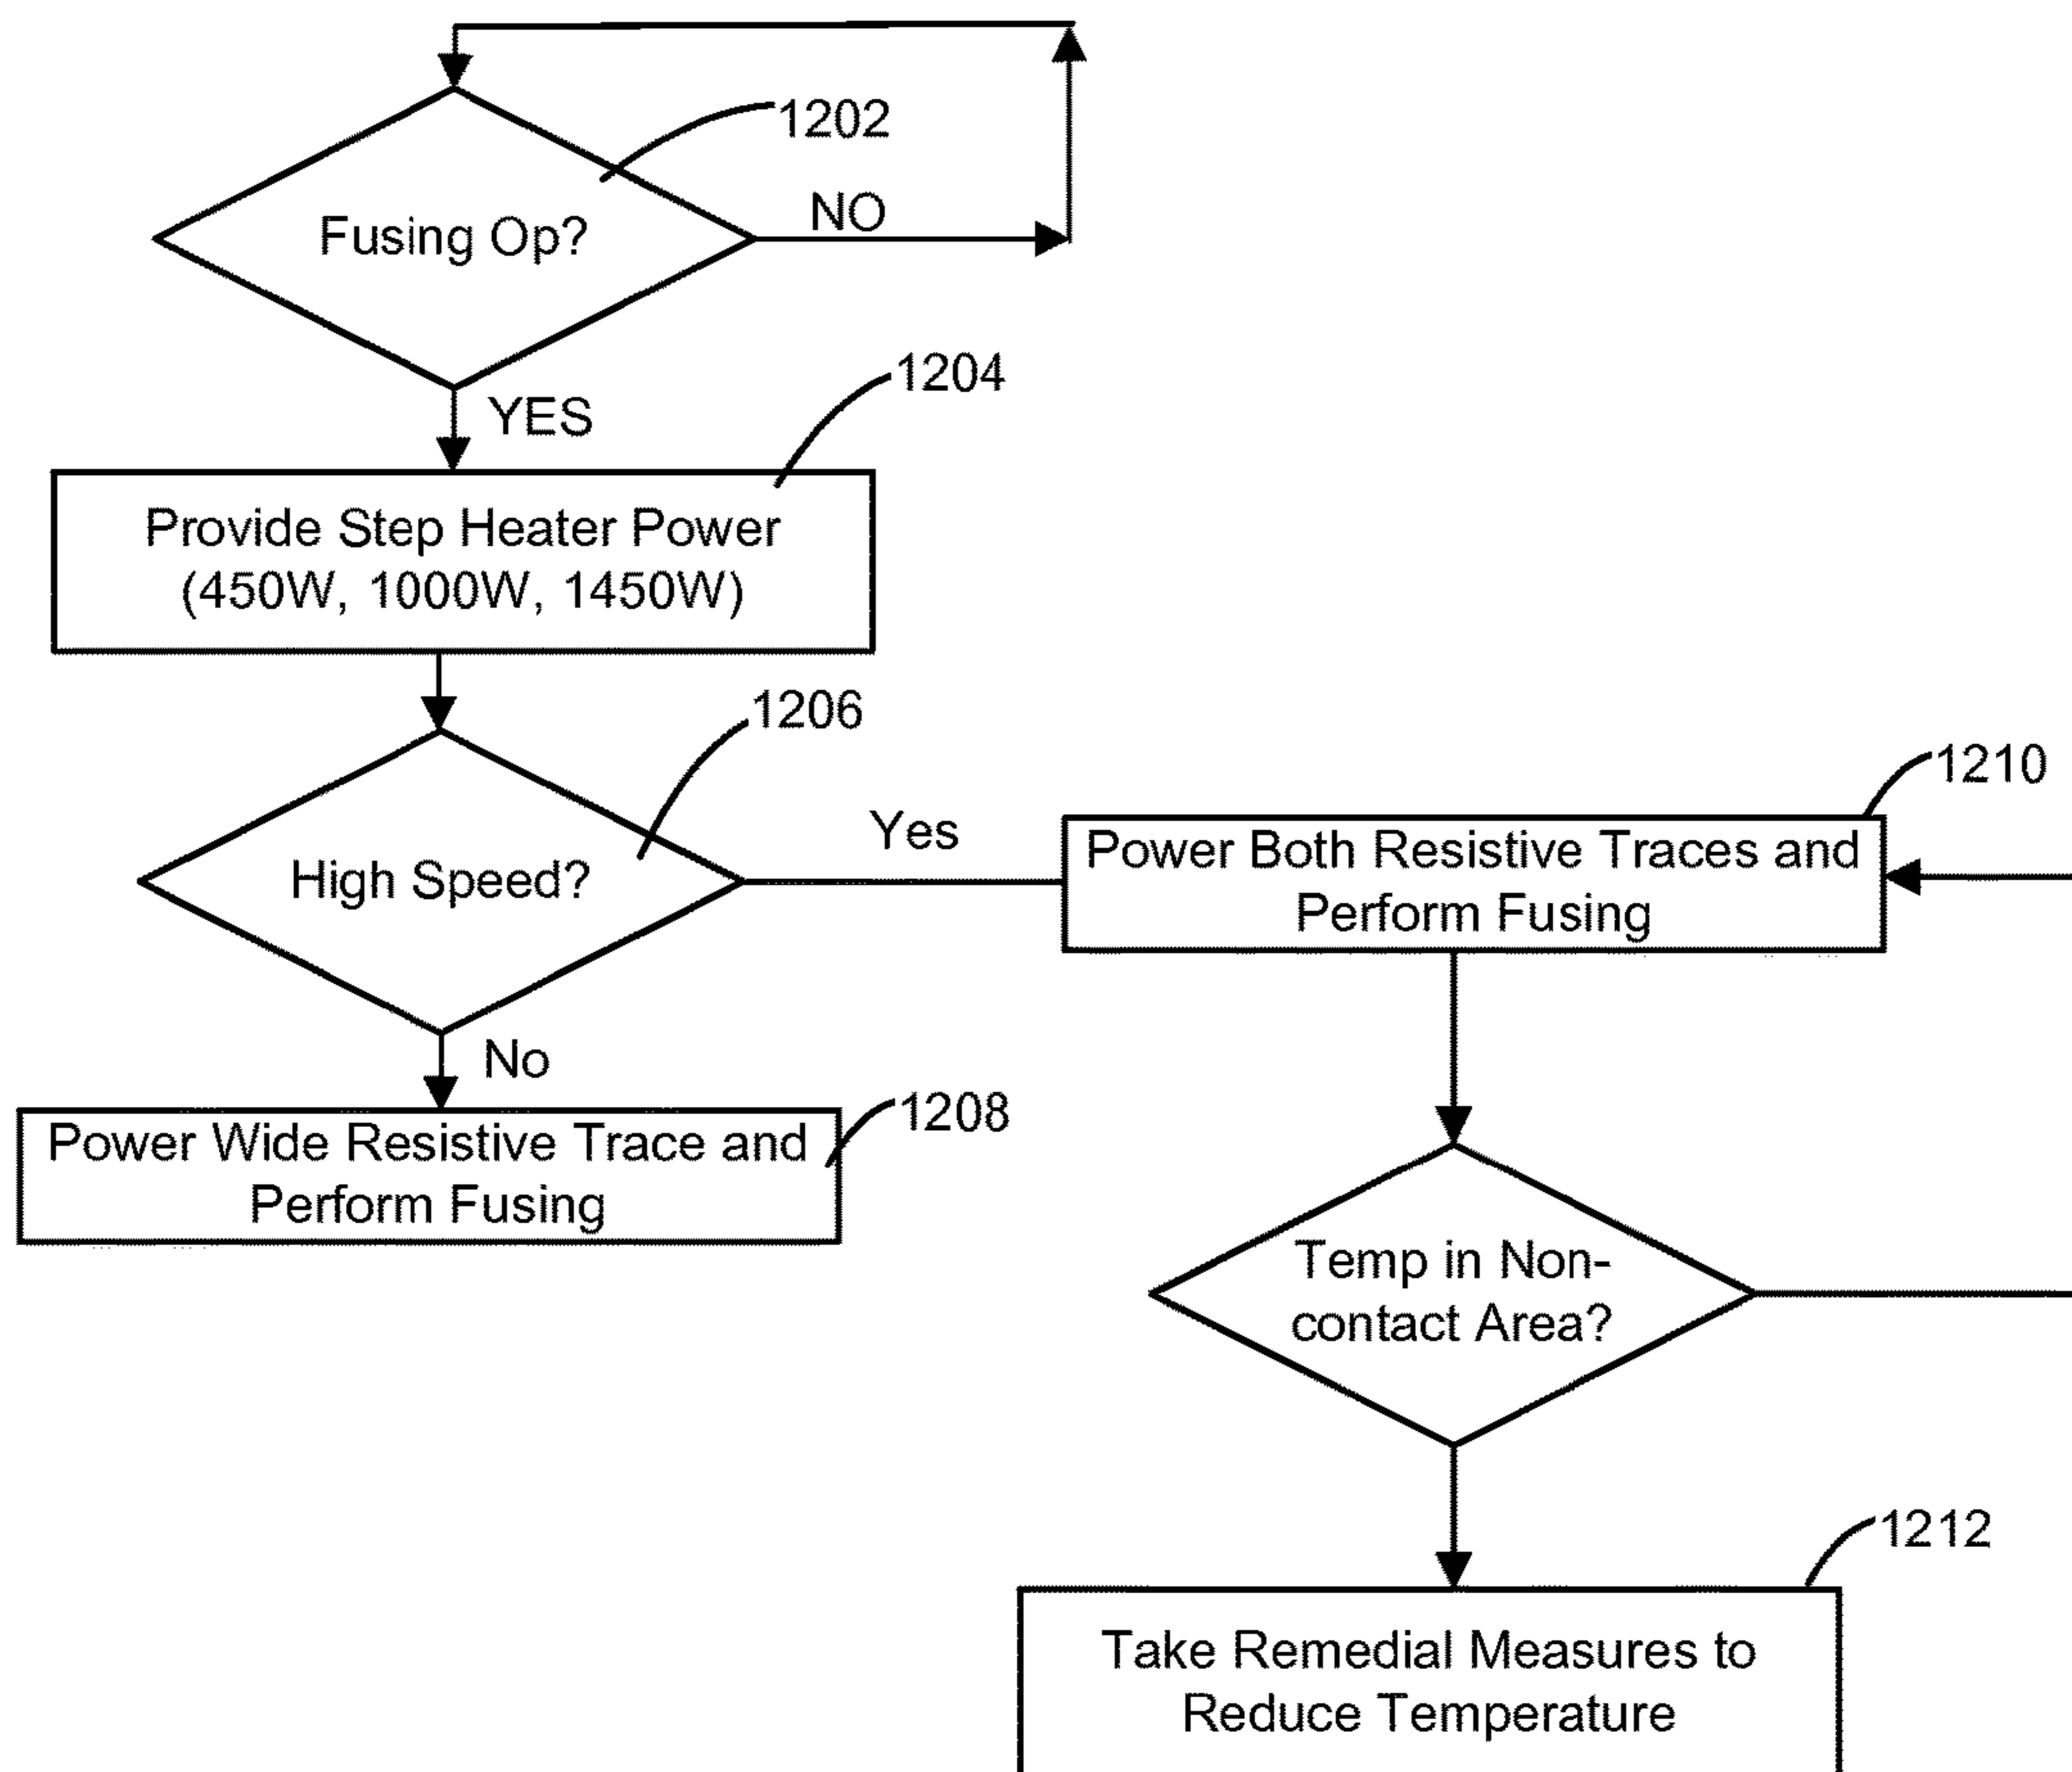 1202
Fusing Op?
NO
YES
1204
Provide Step Heater Power
(450W, 1000W, 1450W)
1206
High Speed?
Yes
1210
Power Both Resistive Traces and
Perform Fusing
No
1208
Power Wide Resistive Trace and
Perform Fusing
Temp in Non-
contact Area?
1212
Take Remedial Measures to
Reduce Temperature